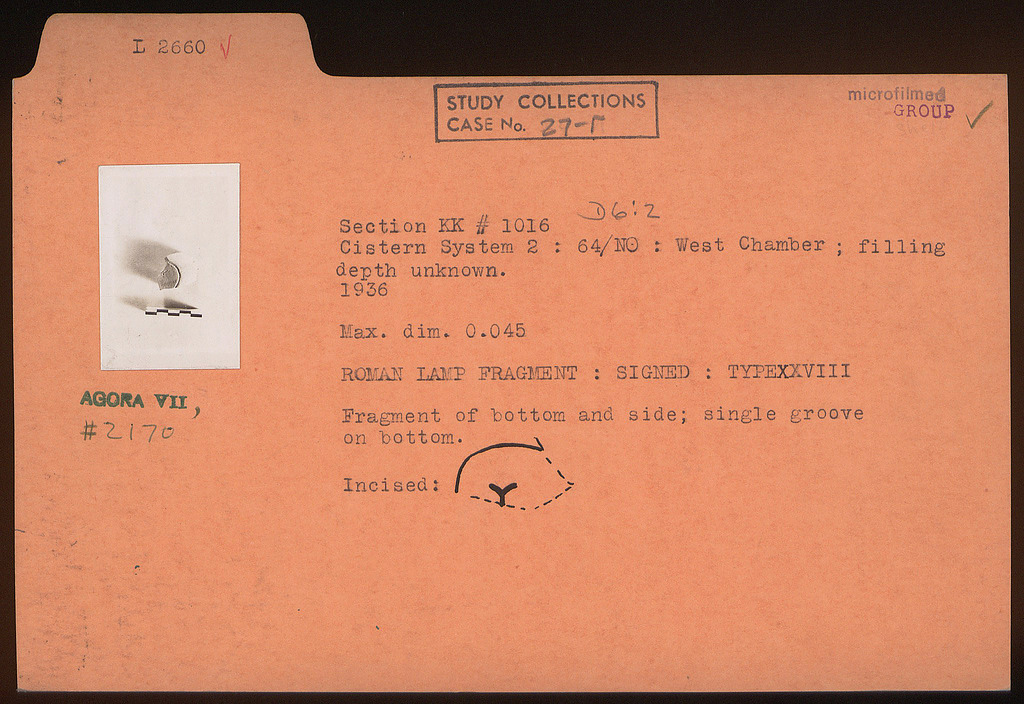 L 2660
STUDY COLLECTIONS
CASE No. 27-Γ
microfilmed
GROUP
D 6:2
Section KK # 1016
Cistern System 2 : 64/NO : West Chamber ; filling
depth unknown.
1936
Max. dim. 0.045
ROMAN LAMP FRAGMENT : SIGNED : TYPEXXVIII
AGORA VII,
#2170
Fragment of bottom and side; single groove
on bottom.
Incised:
Υ